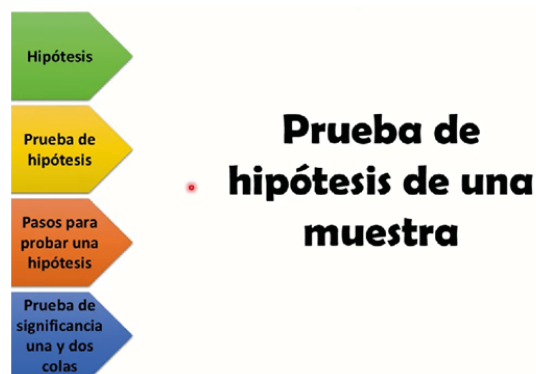 Hipótesis
Prueba de
hipótesis
Pasos para
probar una
hipótesis
Prueba de
significancia
una y dos
colas
Prueba de
hipótesis de una
muestra